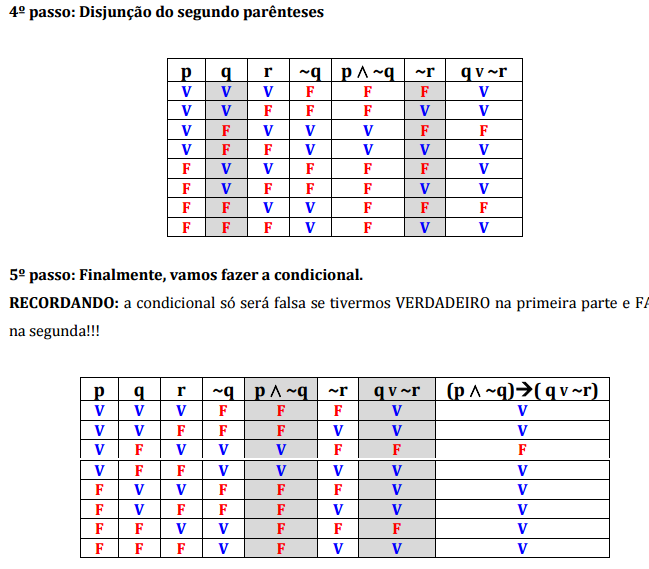 4º passo: Disjunção do segundo parênteses
p q r ~q p ∧ ~q ~r q v ~r
V V V F F F V
V V F F F V V
V F V V V F F
V F F V V V V
F V V F F F V
F V F F F V V
F F V V F F F
F F F V F V V
5º passo: Finalmente, vamos fazer a condicional.
RECORDANDO: a condicional só será falsa se tivermos VERDADEIRO na primeira parte e FA
na segunda!!!
p q r ~q p ∧ ~q ~r q v ~r (p ∧ ~q)→( q v ~r)
V V V F F F V V
V V F F F V V V
V F V V V F F F
V F F V V V V V
F V V F F F V V
F V F F F V V V
F F V V F F F V
F F F V F V V V